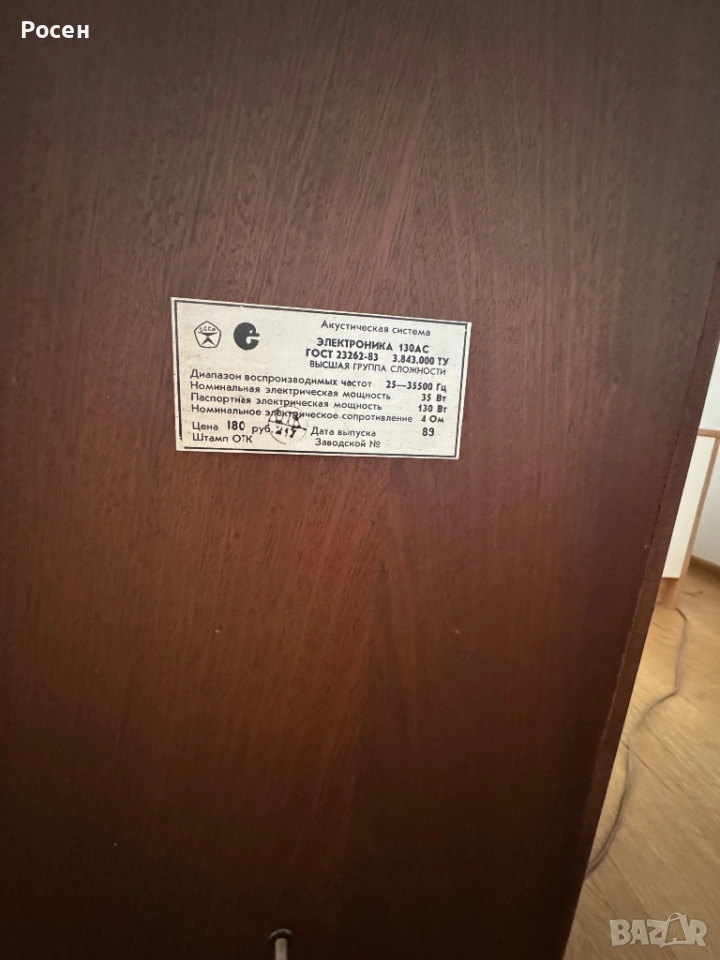 Росен
СССР
Акустическая система
ЭЛЕКТРОНИКА 130АС
ГОСТ 23262-83 3.843.000 ТУ
ВЫСШАЯ ГРУППА СЛОЖНОСТИ
Диапазон воспроизводимых частот 25—35500 Гц
Номинальная электрическая мощность 35 Вт
Паспортная электрическая мощность 130 Вт
Номинальное электрическое сопротивление 4 Ом
Цена 180 руб. Дата выпуска 89
Штамп ОТК Заводской №
BAZAR